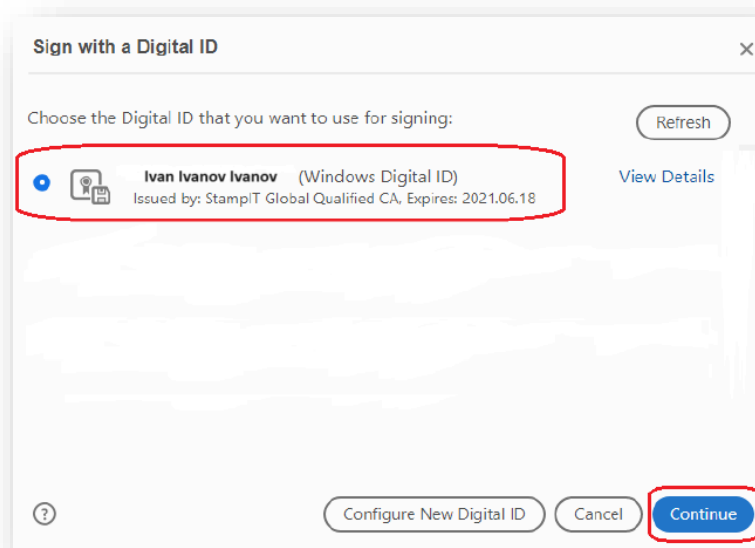 Sign with a Digital ID
Choose the Digital ID that you want to use for signing:
Refresh
Ivan Ivanov Ivanov (Windows Digital ID)
View Details
Issued by: StampIT Global Qualified CA, Expires: 2021.06.18
Configure New Digital ID
Cancel
Continue